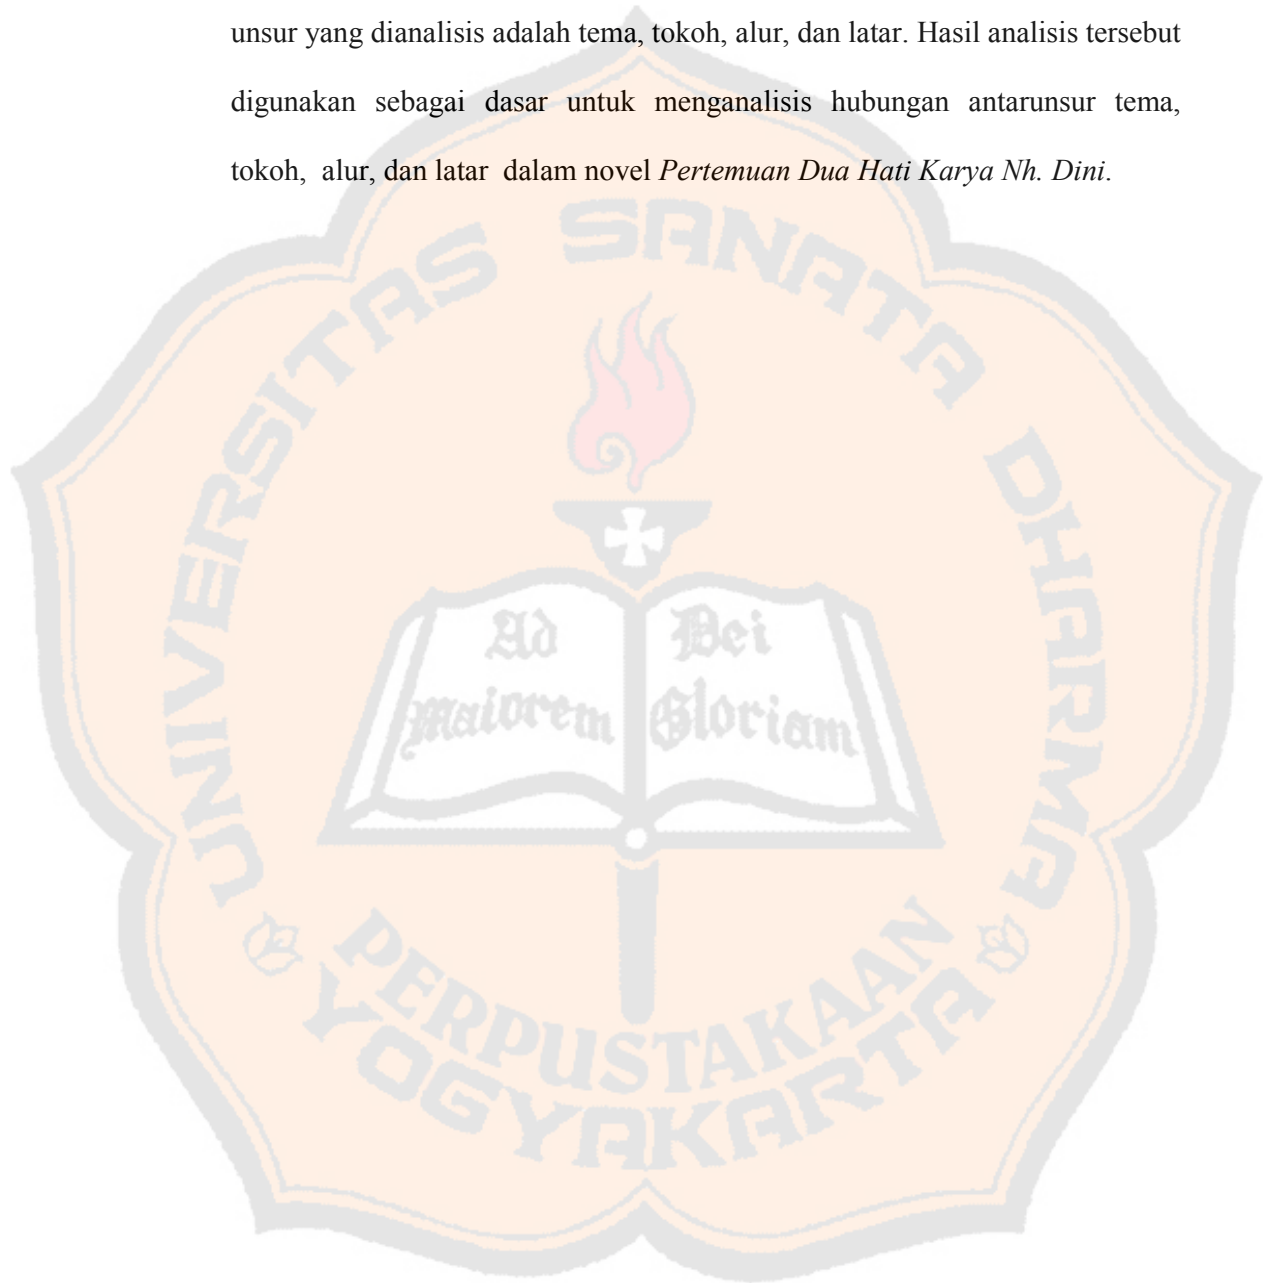 unsur yang dianalisis adalah tema, tokoh, alur, dan latar. Hasil analisis tersebut
digunakan sebagai dasar untuk menganalisis hubungan antarunsur tema,
tokoh, alur, dan latar dalam novel Pertemuan Dua Hati Karya Nh. Dini.
UNIVERSITAS SANATA DHARMA
Ad
Dei
maiorem
Gloriam
PERPUSTAKAAN
YOGYAKARTA